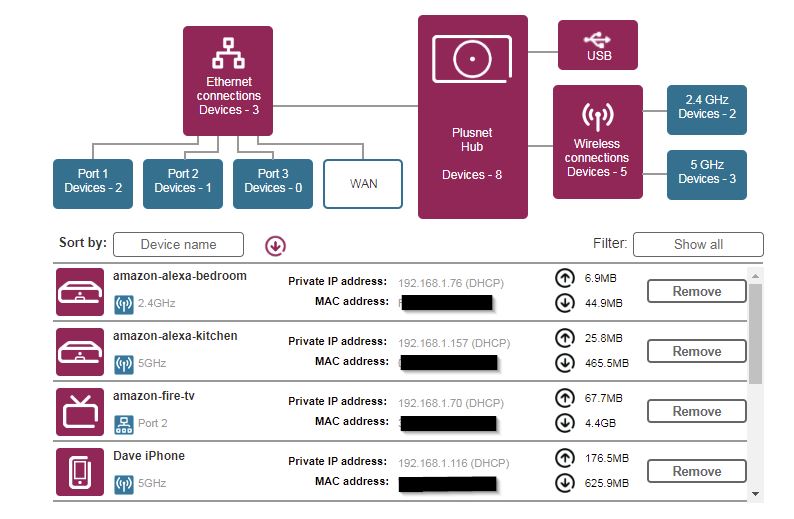 Ethernet
connections
Devices - 3
Plusnet
Hub
Devices - 8
USB
Wireless
connections
Devices - 5
2.4 GHz
Devices - 2
5 GHz
Devices - 3
Port 1
Devices - 2
Port 2
Devices - 1
Port 3
Devices - 0
WAN
Sort by: Device name Filter: Show all
amazon-alexa-bedroom
2.4GHz
Private IP address: 192.168.1.76 (DHCP)
MAC address:
6.9MB
44.9MB
Remove
amazon-alexa-kitchen
5GHz
Private IP address: 192.168.1.157 (DHCP)
MAC address:
25.8MB
465.5MB
Remove
amazon-fire-tv
Port 2
Private IP address: 192.168.1.70 (DHCP)
MAC address:
67.7MB
4.4GB
Remove
Dave iPhone
5GHz
Private IP address: 192.168.1.116 (DHCP)
MAC address:
176.5MB
625.9MB
Remove